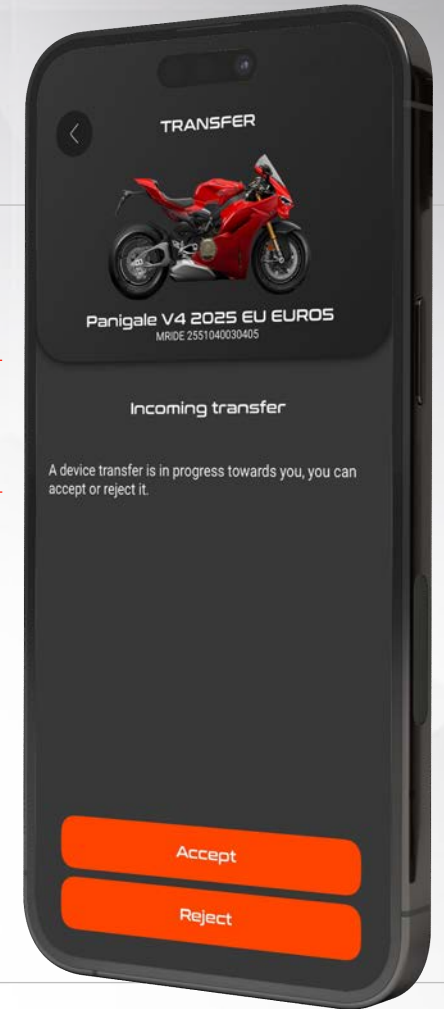 TRANSFER
Panigale V4 2025 EU EURO5
MRIDE 2551040030405
Incoming transfer
A device transfer is in progress towards you, you can
accept or reject it.
Accept
Reject